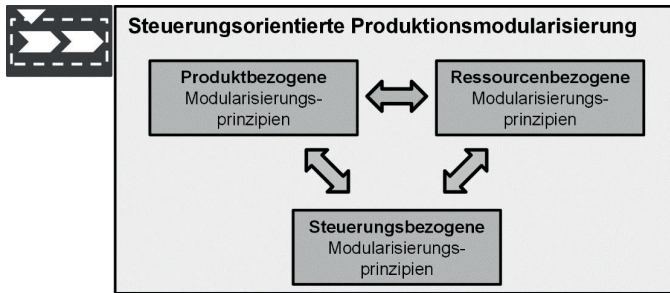 Steuerungsorientierte Produktionsmodularisierung
Produktbezogene
Modularisierungs-
prinzipien
Ressourcenbezogene
Modularisierungs-
prinzipien
Steuerungsbezogene
Modularisierungs-
prinzipien